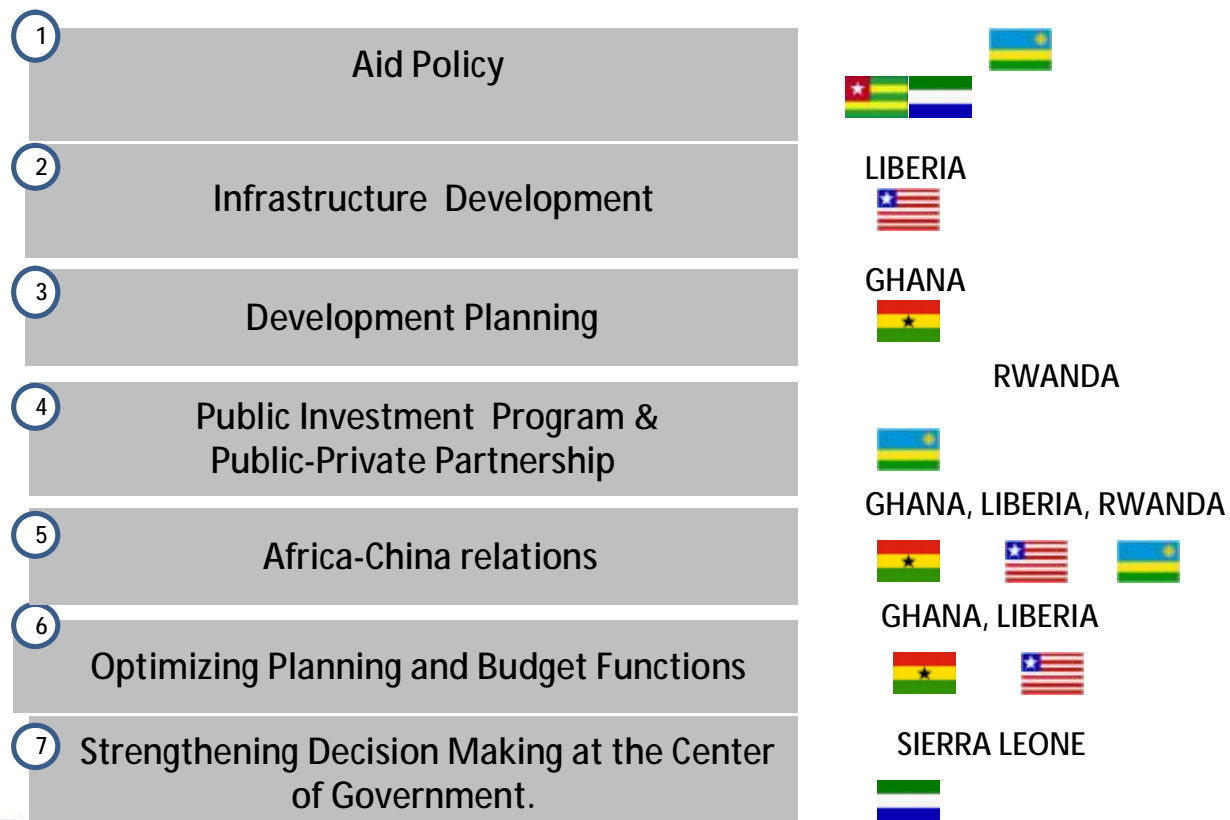 1
Aid Policy
2
Infrastructure Development
LIBERIA
3
Development Planning
GHANA
RWANDA
4
Public Investment Program &
Public-Private Partnership
GHANA, LIBERIA, RWANDA
5
Africa-China relations
GHANA, LIBERIA
6
Optimizing Planning and Budget Functions
7
Strengthening Decision Making at the Center
of Government.
SIERRA LEONE